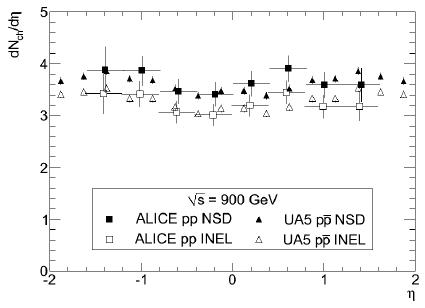 dN_ch/dη
5
4
3
2
1
0
√s = 900 GeV
ALICE pp NSD UA5 pp̅ NSD
ALICE pp INEL UA5 pp̅ INEL
-2 -1 0 1 2
η